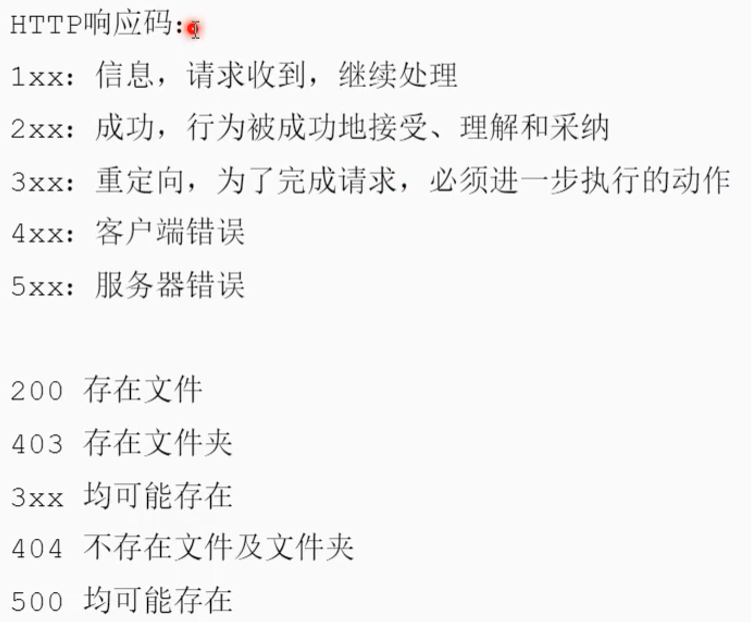 HTTP响应码:
1xx: 信息，请求收到，继续处理
2xx: 成功，行为被成功地接受、理解和采纳
3xx: 重定向，为了完成请求，必须进一步执行的动作
4xx: 客户端错误
5xx: 服务器错误
200 存在文件
403 存在文件夹
3xx 均可能存在
404 不存在文件及文件夹
500 均可能存在